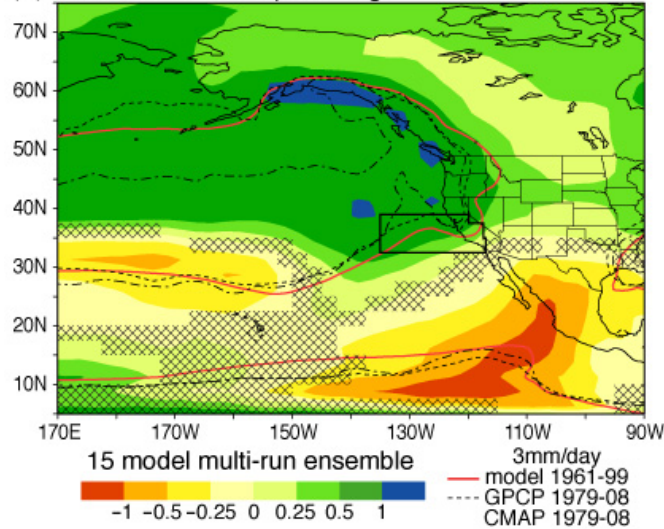 70N
60N
50N
40N
30N
20N
10N
170E 170W 150W 130W 110W 90W
15 model multi-run ensemble
-1 -0.5 -0.25 0 0.25 0.5 1
3mm/day
model 1961-99
GPCP 1979-08
CMAP 1979-08